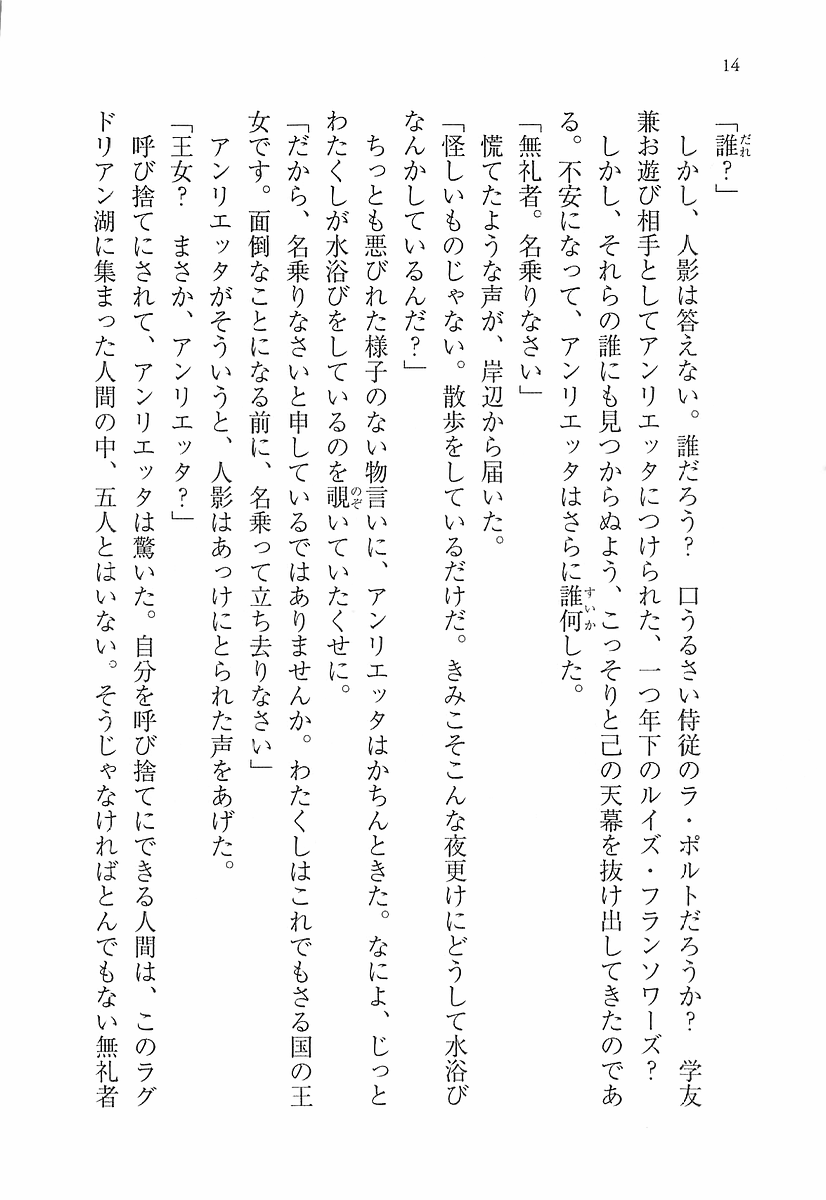 14
「誰？」
しかし、人影は答えない。誰だろう？　口うるさい侍従のラ・ポルトだろうか？　学友
兼お遊び相手としてアンリエッタにつけられた、一つ年下のルイズ・フランソワーズ？
しかし、それらの誰にも見つからぬよう、こっそりと己の天幕を抜け出してきたのであ
る。不安になって、アンリエッタはさらに誰何した。
「無礼者。名乗りなさい」
慌てたような声が、岸辺から届いた。
「怪しいものじゃない。散歩をしているだけだ。きみこそこんな夜更けにどうして水浴び
なんかしているんだ？」
ちっとも悪びれた様子のない物言いに、アンリエッタはかちんときた。なによ、じっと
わたくしが水浴びをしているのを覗いていたくせに。
「だから、名乗りなさいと申しているではありませんか。わたくしはこれでもさる国の王
女です。面倒なことになる前に、名乗って立ち去りなさい」
アンリエッタがそういうと、人影はあっけにとられた声をあげた。
「王女？　まさか、アンリエッタ？」
呼び捨てにされて、アンリエッタは驚いた。自分を呼び捨てにできる人間は、このラグ
ドリアン湖に集まった人間の中、五人とはいない。そうじゃなければとんでもない無礼者